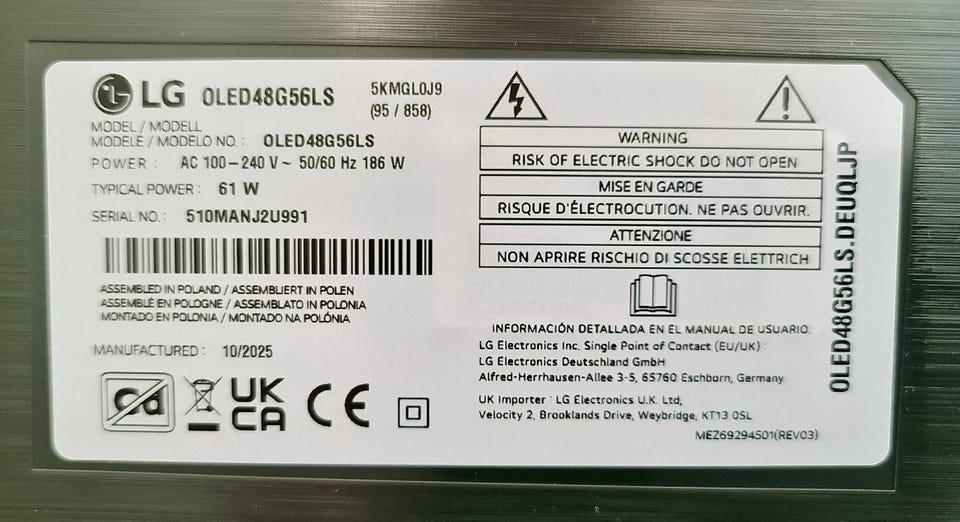 LG OLED48G56LS 5KMGL0J9
(95 / 858)
MODEL / MODELL
MODELE / MODELO NO. : OLED48G56LS
POWER : AC 100–240 V ~ 50/60 Hz 186 W
TYPICAL POWER : 61 W
SERIAL NO. : 510MANJ2U991
ASSEMBLED IN POLAND / ASSEMBLIERT IN POLEN
ASSEMBLÉ EN POLOGNE / ASSEMBLATO IN POLONIA
MONTADO EN POLONIA / MONTADO NA POLÓNIA
MANUFACTURED : 10/2025
Cd
UK
CA
CE
WARNING
RISK OF ELECTRIC SHOCK DO NOT OPEN
MISE EN GARDE
RISQUE D'ÉLECTROCUTION. NE PAS OUVRIR.
ATTENZIONE
NON APRIRE RISCHIO DI SCOSSE ELETTRICH
INFORMACIÓN DETALLADA EN EL MANUAL DE USUARIO.
LG Electronics Inc. Single Point of Contact (EU/UK) :
LG Electronics Deutschland GmbH
Alfred-Herrhausen-Allee 3-5, 65760 Eschborn, Germany
UK Importer : LG Electronics U.K. Ltd,
Velocity 2, Brooklands Drive, Weybridge, KT13 0SL
MEZ69294501(REV03)
OLED48G56LS.DEUQLJP